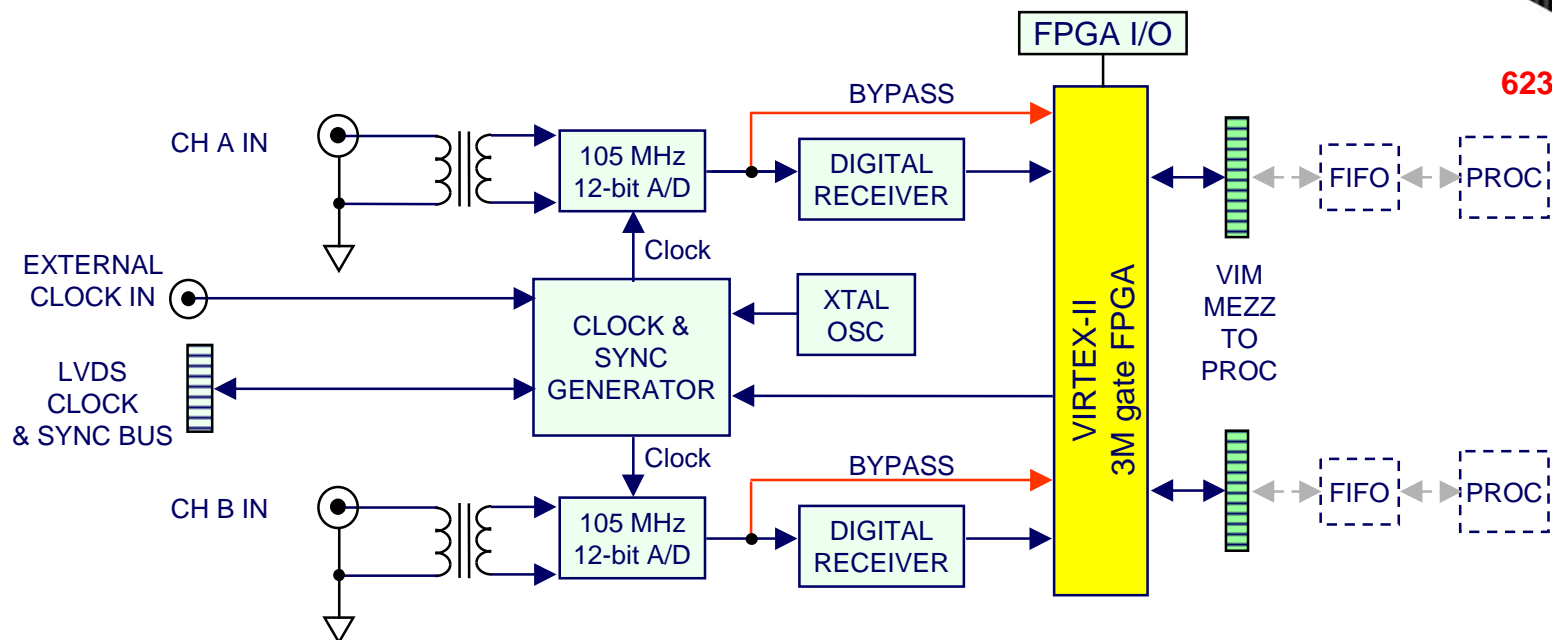 FPGA I/O
623
BYPASS
CH A IN
105 MHz
12-bit A/D
DIGITAL
RECEIVER
FIFO
PROC
Clock
EXTERNAL
CLOCK IN
CLOCK &
SYNC
GENERATOR
XTAL
OSC
VIRTEX-II
3M gate FPGA
VIM
MEZZ
TO
PROC
LVDS
CLOCK
& SYNC BUS
Clock
BYPASS
CH B IN
105 MHz
12-bit A/D
DIGITAL
RECEIVER
FIFO
PROC